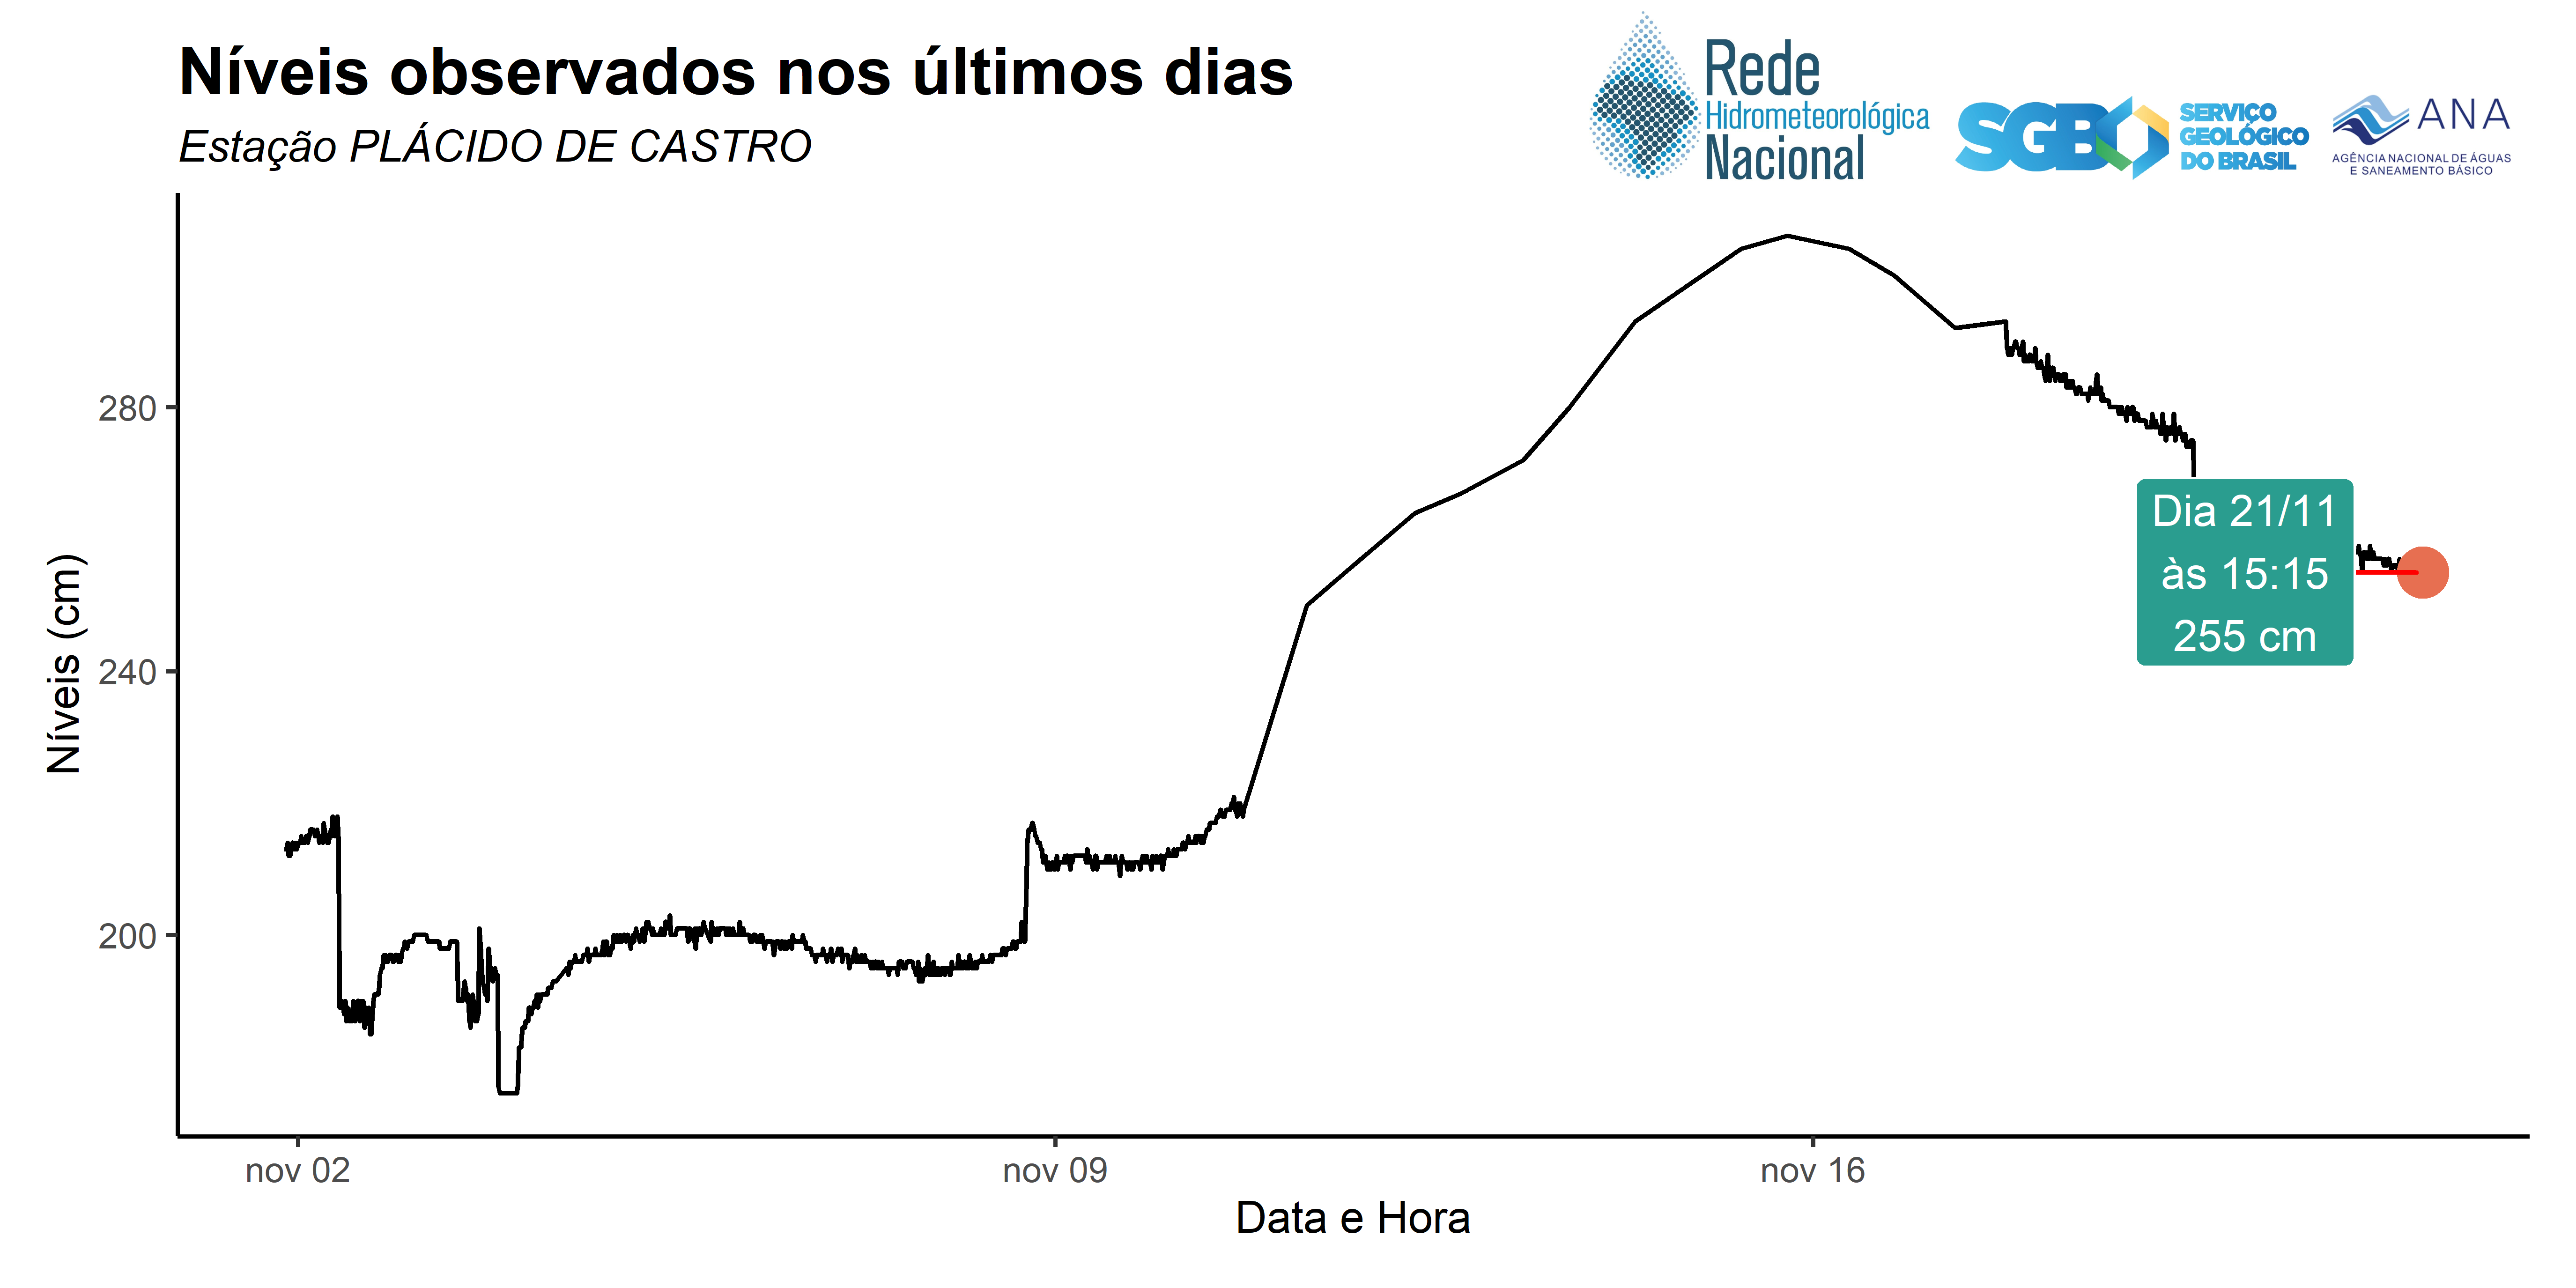 Níveis observados nos últimos dias
Estação PLÁCIDO DE CASTRO
Rede
Hidrometeorológica
Nacional
SGB
SERVIÇO
GEOLÓGICO
DO BRASIL
ANA
AGÊNCIA NACIONAL DE ÁGUAS
E SANEAMENTO BÁSICO
Níveis (cm)
280
240
200
Dia 21/11
às 15:15
255 cm
nov 02
nov 09
nov 16
Data e Hora